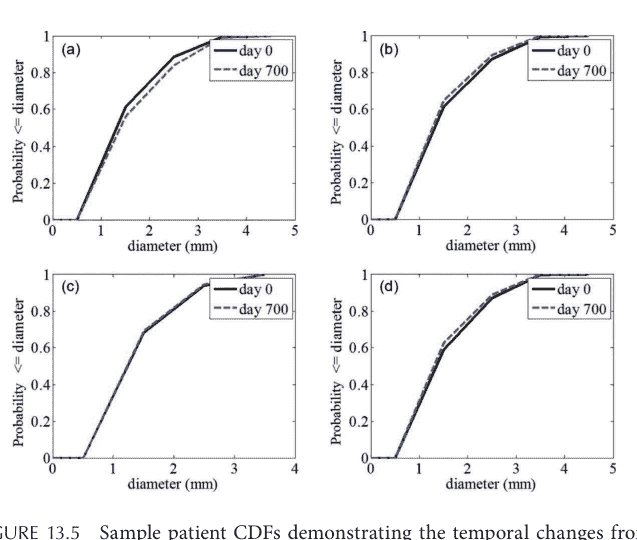 (a)
day 0
day 700
Probability <= diameter
1
0.8
0.6
0.4
0.2
0
0 1 2 3 4 5
diameter (mm)
(b)
day 0
day 700
Probability <= diameter
1
0.8
0.6
0.4
0.2
0
0 1 2 3 4 5
diameter (mm)
(c)
day 0
day 700
Probability <= diameter
1
0.8
0.6
0.4
0.2
0
0 1 2 3 4
diameter (mm)
(d)
day 0
day 700
Probability <= diameter
1
0.8
0.6
0.4
0.2
0
0 1 2 3 4 5
diameter (mm)
GURE 13.5 Sample patient CDFs demonstrating the temporal changes from